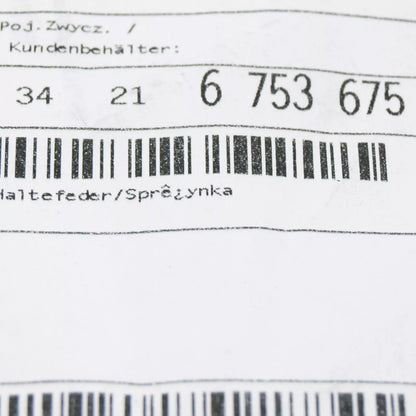 Poj.Zwycz. /
Kundenbehälter:
34 21 6 753 675
Haltefeder/Sprê¿ynka